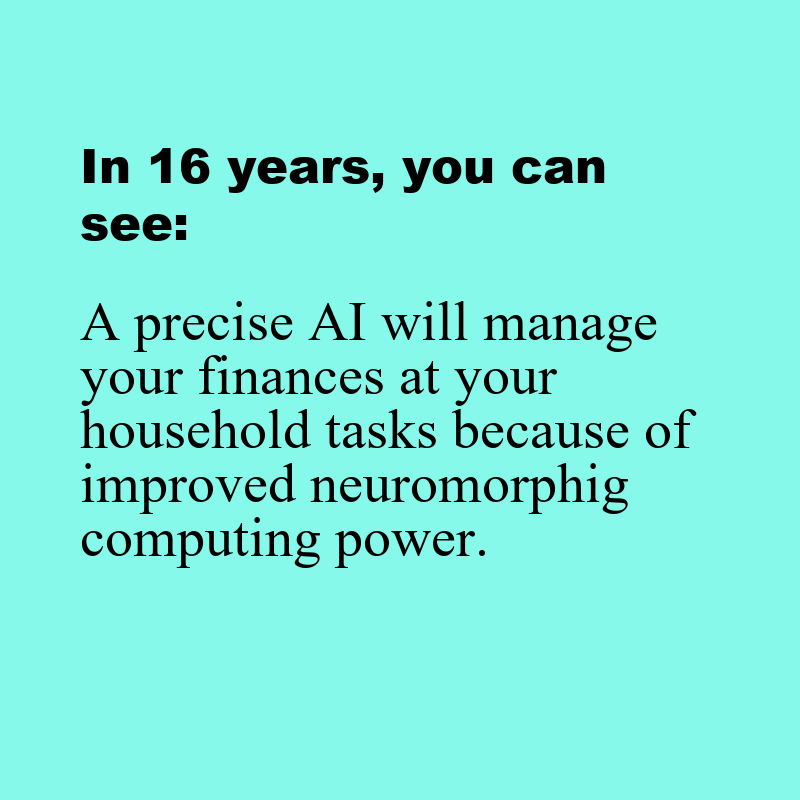 In 16 years, you can
see:
A precise AI will manage
your finances at your
household tasks because of
improved neuromorphig
computing power.